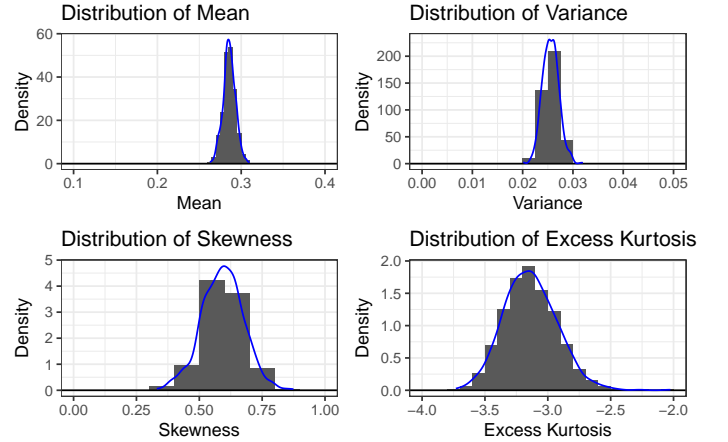 Distribution of Mean
60
40
20
0
Density
0.1 0.2 0.3 0.4
Mean
Distribution of Variance
200
150
100
50
0
Density
0.00 0.01 0.02 0.03 0.04 0.05
Variance
Distribution of Skewness
5
4
3
2
1
0
Density
0.00 0.25 0.50 0.75 1.00
Skewness
Distribution of Excess Kurtosis
2.0
1.5
1.0
0.5
0.0
Density
−4.0 −3.5 −3.0 −2.5 −2.0
Excess Kurtosis